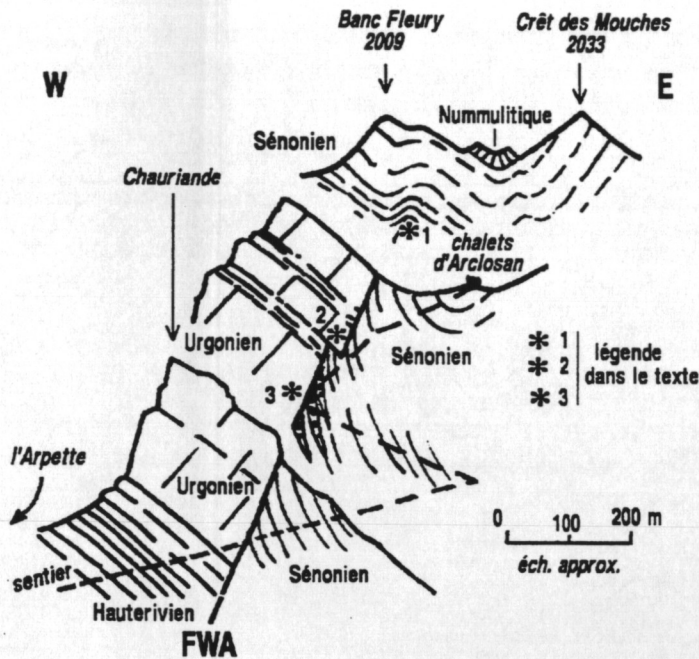 Banc Fleury
2009
Crêt des Mouches
2033
W
E
Nummulitique
Sénonien
Chauriande
1
chalets
d'Arclosan
2
Urgonien
Sénonien
1
2
3
légende
dans le texte
3
l'Arpette
Urgonien
0 100 200 m
éch. approx.
sentier
Sénonien
Hauterivien
FWA